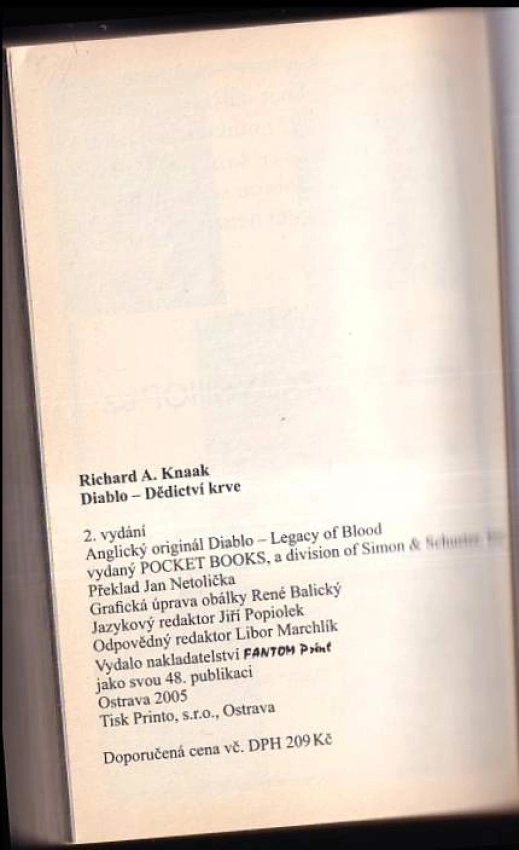 Richard A. Knaak
Diablo – Dědictví krve
2. vydání
Anglický originál Diablo – Legacy of Blood
vydaný POCKET BOOKS, a division of Simon &
Překlad Jan Netolička
Grafická úprava obálky René Balický
Jazykový redaktor Jiří Popiolek
Odpovědný redaktor Libor Marchlík
Vydalo nakladatelství FANTOM Print
jako svou 48. publikaci
Ostrava 2005
Tisk Printo, s.r.o., Ostrava
Doporučená cena vč. DPH 209 Kč